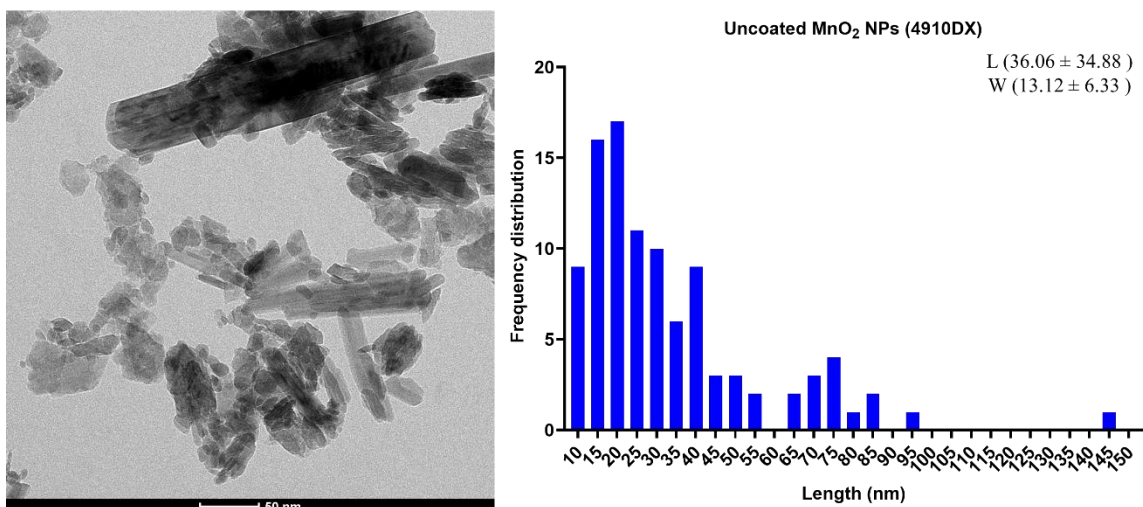 50 nm
Uncoated MnO₂ NPs (4910DX)
L (36.06 ± 34.88 )
W (13.12 ± 6.33 )
20
15
10
5
0
Frequency distribution
10 15 20 25 30 35 40 45 50 55 60 65 70 75 80 85 90 95 100 105 110 115 120 125 130 135 140 145 150
Length (nm)